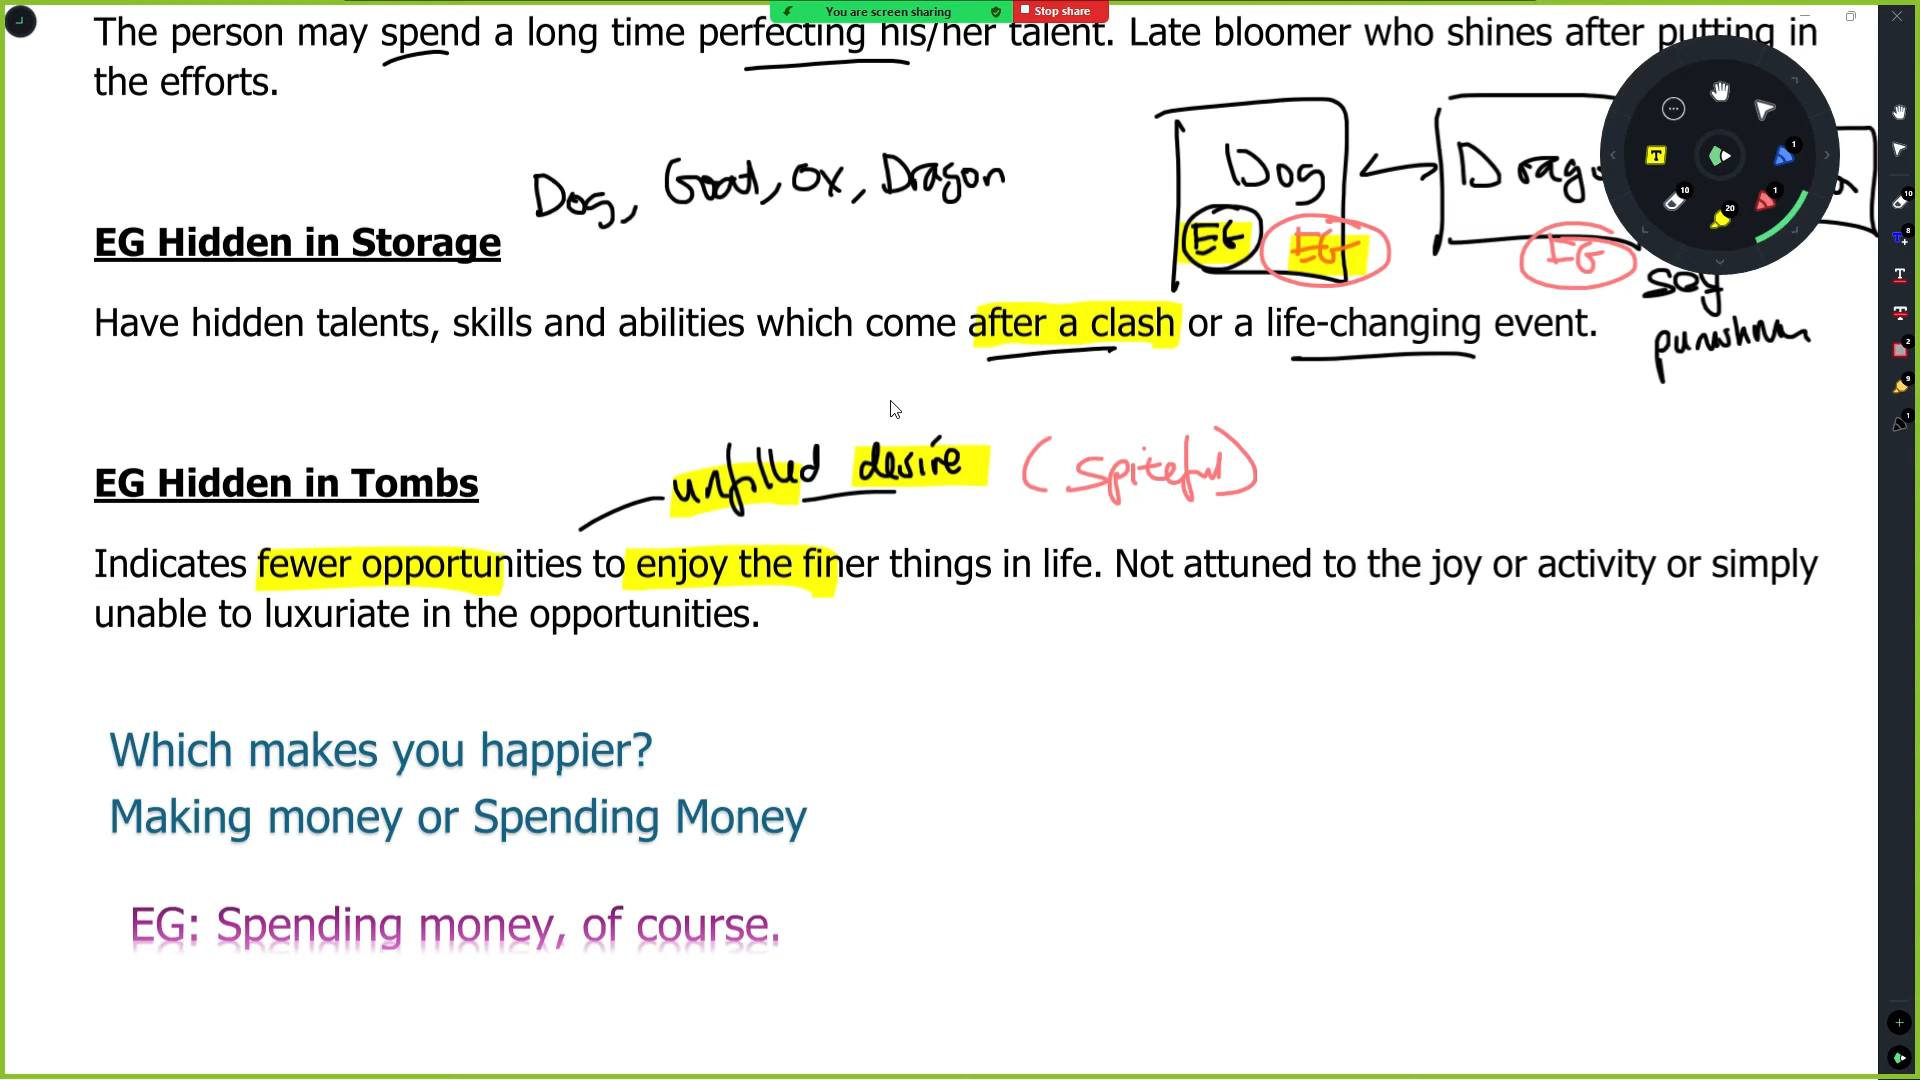 You are screen sharing Stop share
The person may spend a long time perfecting his/her talent. Late bloomer who shines after putting in
the efforts.
Dog, Goat, Ox, Dragon
Dog
EG EG EG
EG Hidden in Storage
Have hidden talents, skills and abilities which come after a clash or a life-changing event.
unfilled desire (Spiteful)
EG Hidden in Tombs
Indicates fewer opportunities to enjoy the finer things in life. Not attuned to the joy or activity or simply
unable to luxuriate in the opportunities.
Which makes you happier?
Making money or Spending Money
EG: Spending money, of course.